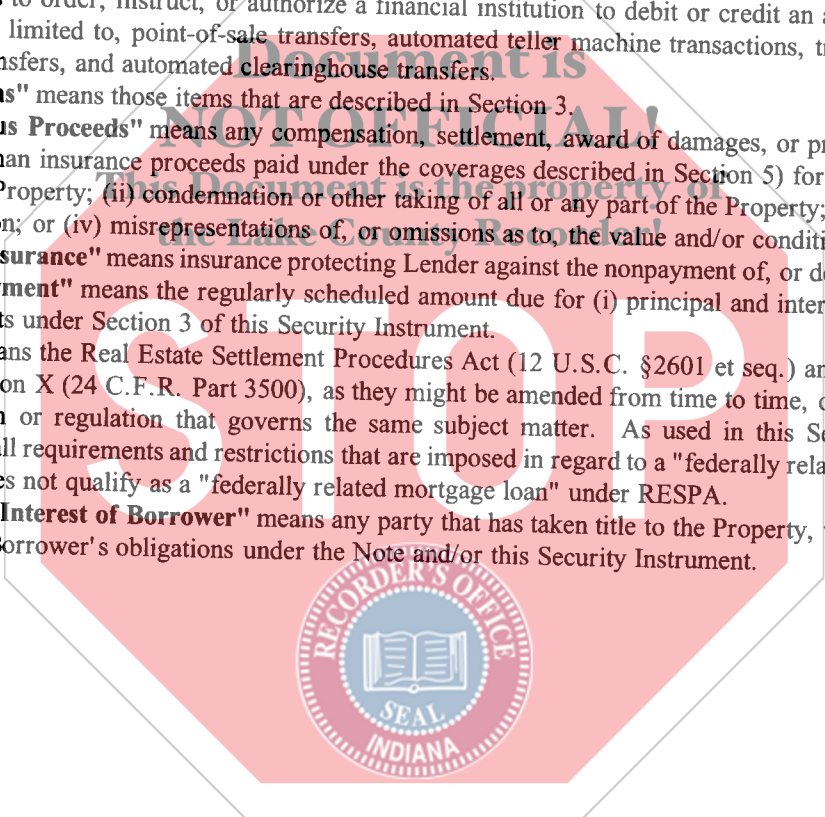 to order, instruct, or authorize a financial institution to debit or credit an
limited to, point-of-sale transfers, automated teller machine transactions,
nsfers, and automated clearinghouse transfers.
ns" means those items that are described in Section 3.
us Proceeds" means any compensation, settlement, award of damages, or
an insurance proceeds paid under the coverages described in Section 5) for
Property; (ii) condemnation or other taking of all or any part of the Property;
n; or (iv) misrepresentations of, or omissions as to, the value and/or conditi
surance" means insurance protecting Lender against the nonpayment of, or
ment" means the regularly scheduled amount due for (i) principal and inter
ts under Section 3 of this Security Instrument.
ans the Real Estate Settlement Procedures Act (12 U.S.C. §2601 et seq.) an
on X (24 C.F.R. Part 3500), as they might be amended from time to time,
or regulation that governs the same subject matter. As used in this Se
ll requirements and restrictions that are imposed in regard to a "federally rela
es not qualify as a "federally related mortgage loan" under RESPA.
Interest of Borrower" means any party that has taken title to the Property,
Borrower's obligations under the Note and/or this Security Instrument.
Document is
NOT OFFICIAL!
This Document is the property of
the Lake County Recorder!
STOP
RECORDER'S OFFICE
SEAL
INDIANA